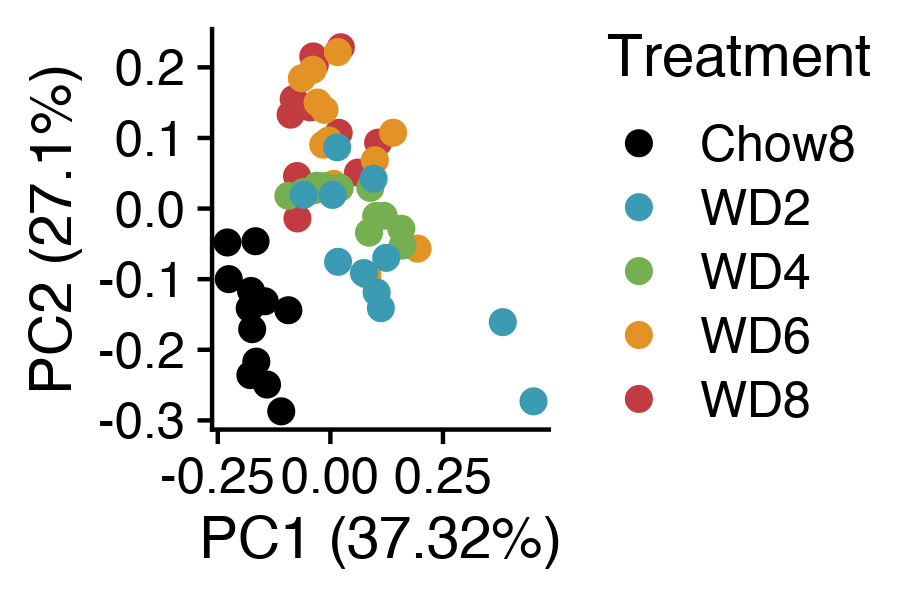 PC2 (27.1%)
0.2
0.1
0.0
-0.1
-0.2
-0.3
-0.25 0.00 0.25
PC1 (37.32%)
Treatment
Chow8
WD2
WD4
WD6
WD8